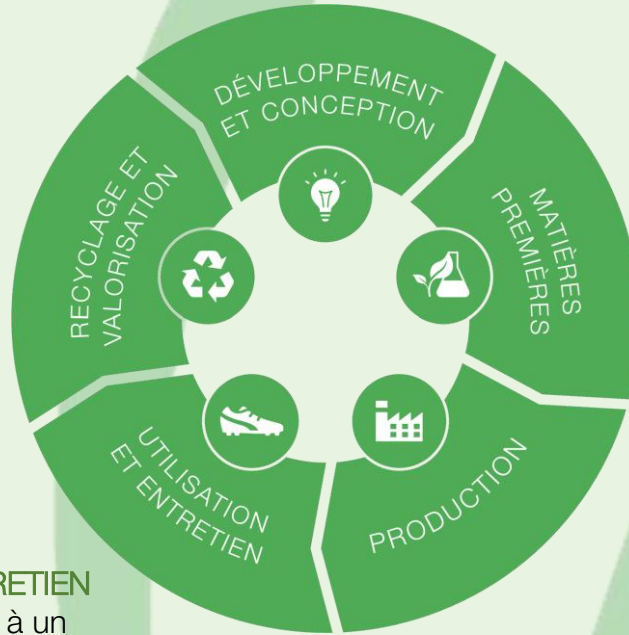 DÉVELOPPEMENT
ET CONCEPTION
MATIÈRES
PREMIÈRES
PRODUCTION
UTILISATION
ET ENTRETIEN
RECYCLAGE ET
VALORISATION
RETIEN
à un